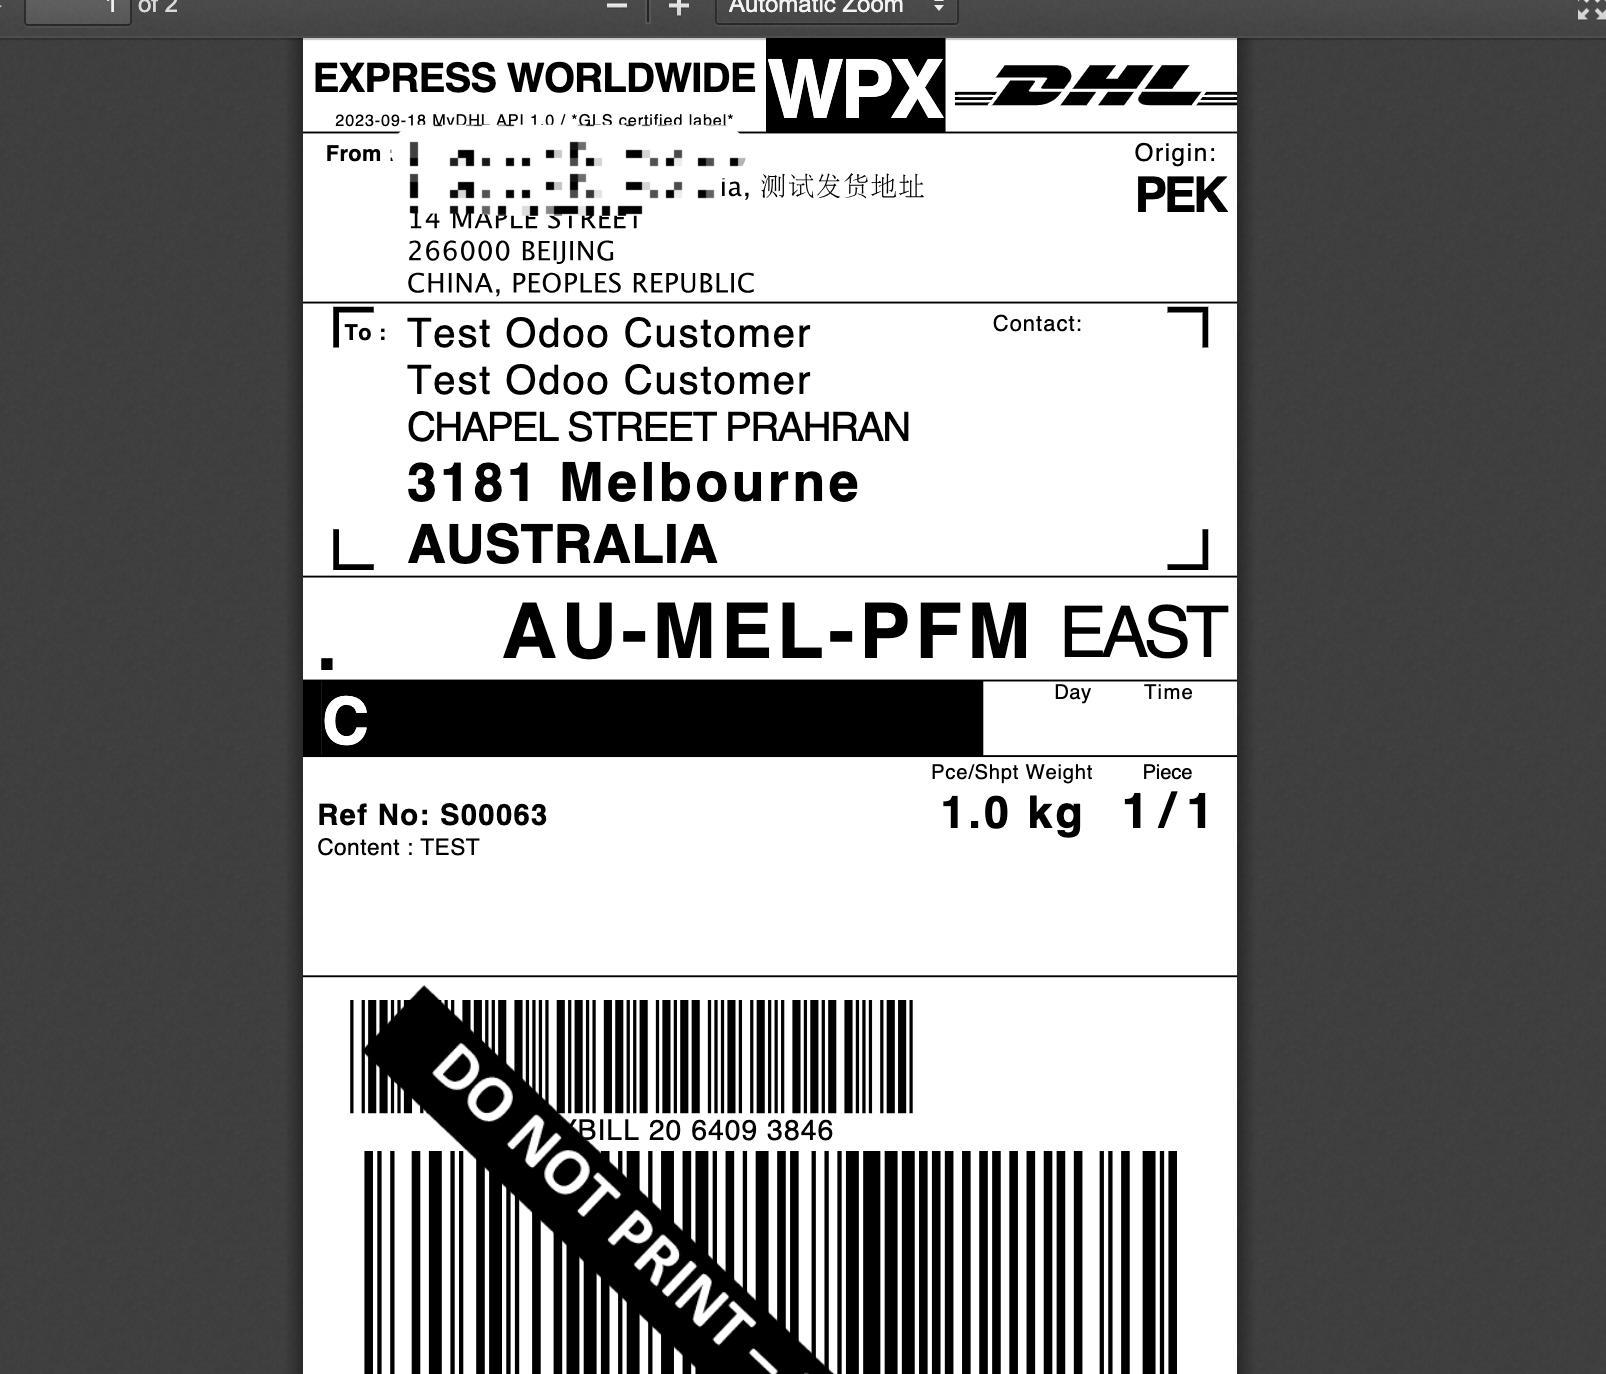 1 of 2
Automatic Zoom
EXPRESS WORLDWIDE WPX DHL
2023-09-18 MyDHL API 1.0 / *GLS certified label*
From :
Origin:
ia, 测试发货地址
PEK
14 MAPLE STREET
266000 BEIJING
CHINA, PEOPLES REPUBLIC
To : Test Odoo Customer
Contact:
Test Odoo Customer
CHAPEL STREET PRAHRAN
3181 Melbourne
AUSTRALIA
. AU-MEL-PFM EAST
C
Day Time
Pce/Shpt Weight Piece
1.0 kg 1/1
Ref No: S00063
Content : TEST
YBILL 20 6409 3846
DO NOT PRINT –